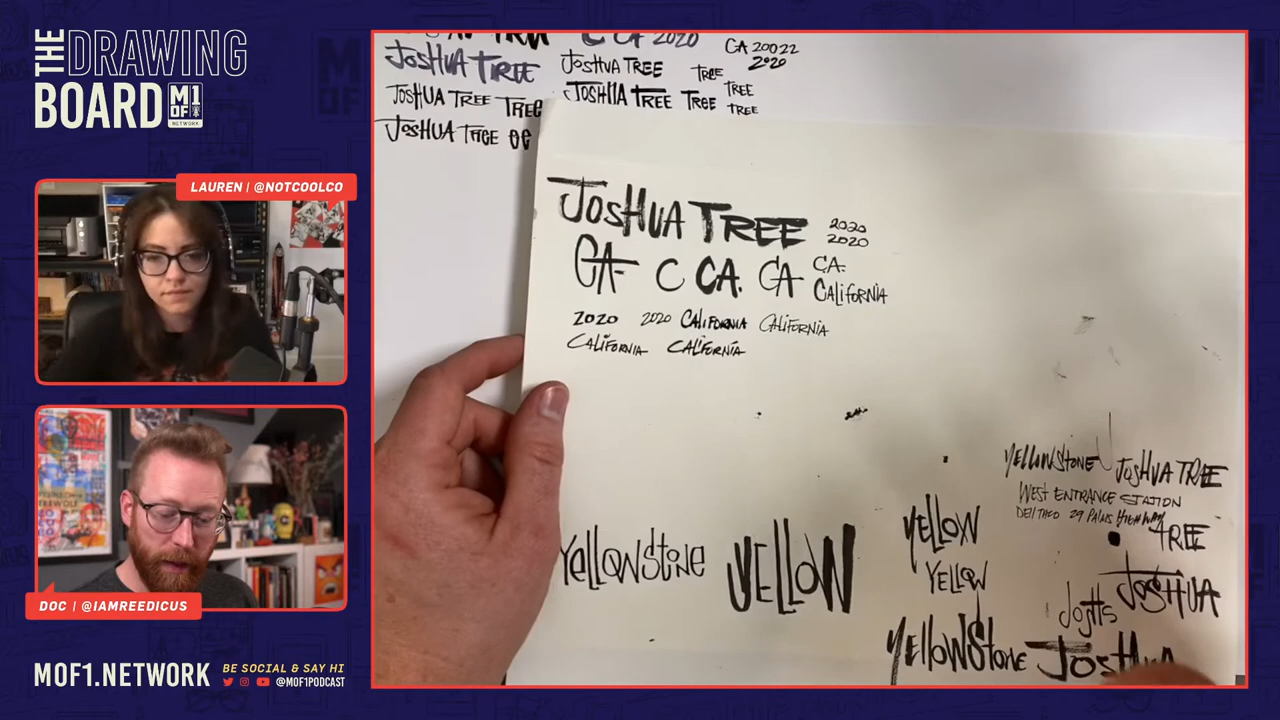 THE DRAWING
BOARD
M1
OF
NETWORK
LAUREN | @NOTCOOLCO
DOC | @IAMREEDICUS
MOF1.NETWORK
BE SOCIAL & SAY HI
@MOF1PODCAST
CA 2020
CA 20022
2020
JOSHUA TREE
JOSHUA TREE
TREE
JOSHUA TREE TREE
JOSHUA TREE TREE
TREE
TREE
JOSHUA TREE
JOSHUA TREE
2020
2020
CA
C CA. CA
CA.
CALIFORNIA
2020 2020 CALIFORNIA CALIFORNIA
CALIFORNIA CALIFORNIA
YELLOWSTONE
JOSHUA TREE
WEST ENTRANCE STATION
29 PALMS HIGHWAY
TREE
YELLOW
YELLOW
YELLOWSTONE
YELLOW
JOSHUA
YELLOWSTONE
JOSHUA